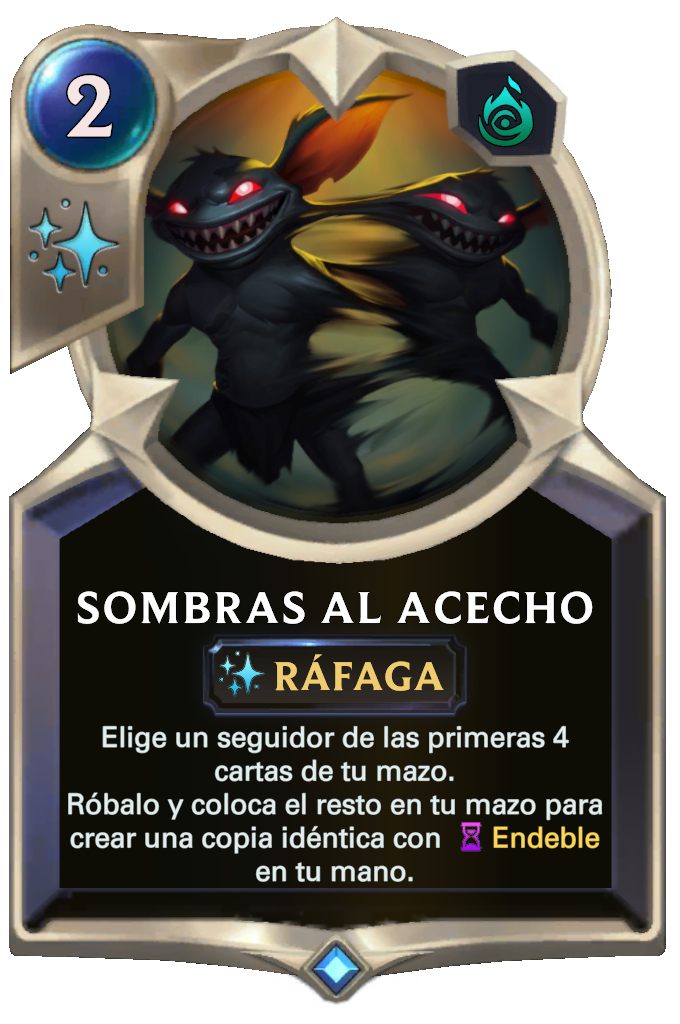 2
SOMBRAS AL ACECHO
RÁFAGA
Elige un seguidor de las primeras 4
cartas de tu mazo.
Róbalo y coloca el resto en tu mazo para
crear una copia idéntica con Endeble
en tu mano.